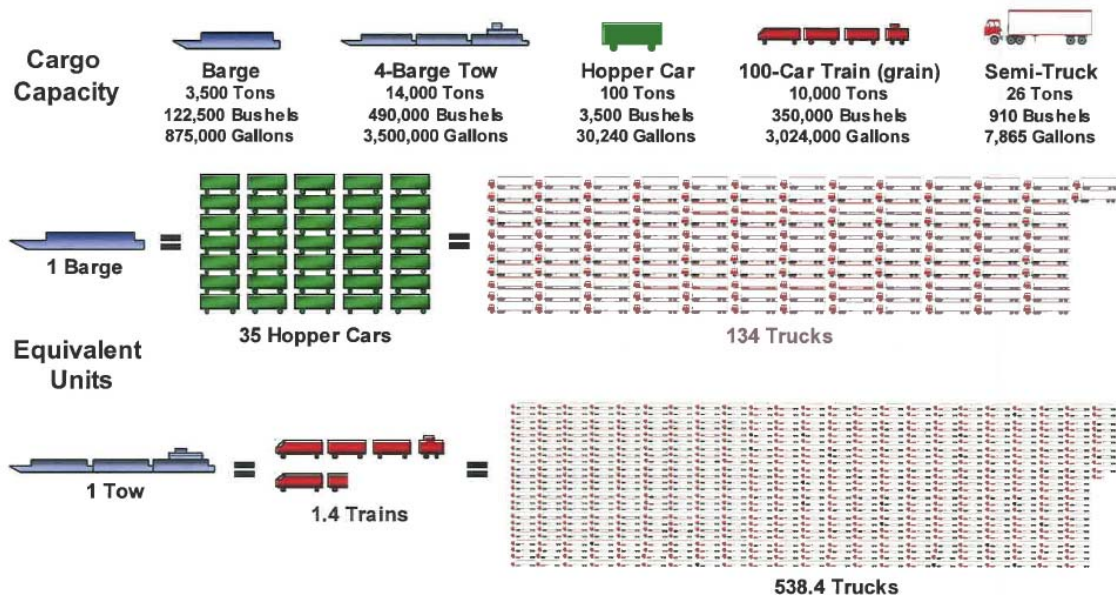 Cargo
Capacity
Barge
3,500 Tons
122,500 Bushels
875,000 Gallons
4-Barge Tow
14,000 Tons
490,000 Bushels
3,500,000 Gallons
Hopper Car
100 Tons
3,500 Bushels
30,240 Gallons
100-Car Train (grain)
10,000 Tons
350,000 Bushels
3,024,000 Gallons
Semi-Truck
26 Tons
910 Bushels
7,865 Gallons
Equivalent
Units
1 Barge
=
35 Hopper Cars
=
134 Trucks
1 Tow
=
1.4 Trains
=
538.4 Trucks